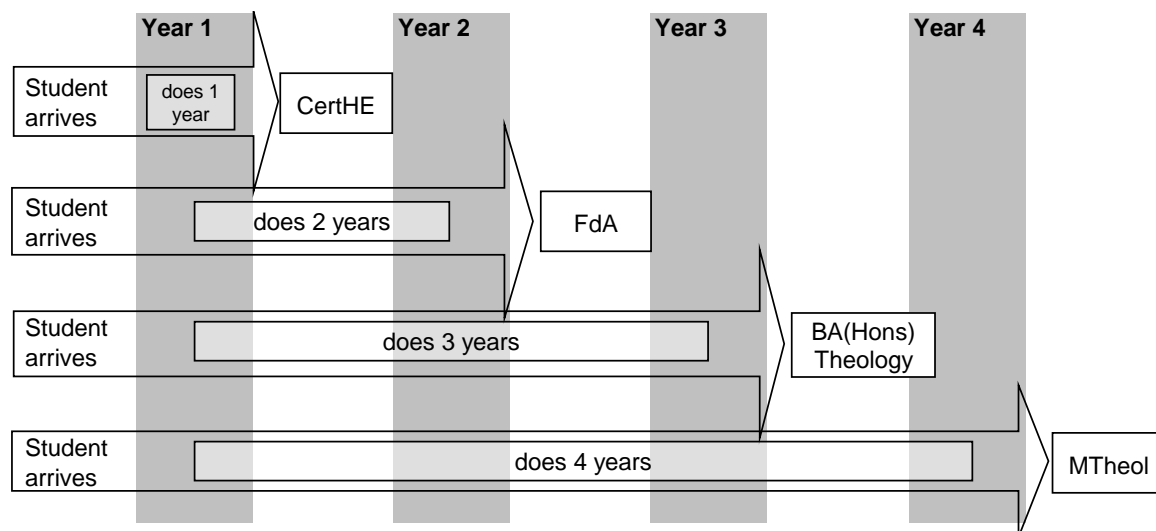 Year 1
Year 2
Year 3
Year 4
Student
arrives
does 1
year
CertHE
Student
arrives
does 2 years
FdA
Student
arrives
does 3 years
BA(Hons)
Theology
Student
arrives
does 4 years
MTheol